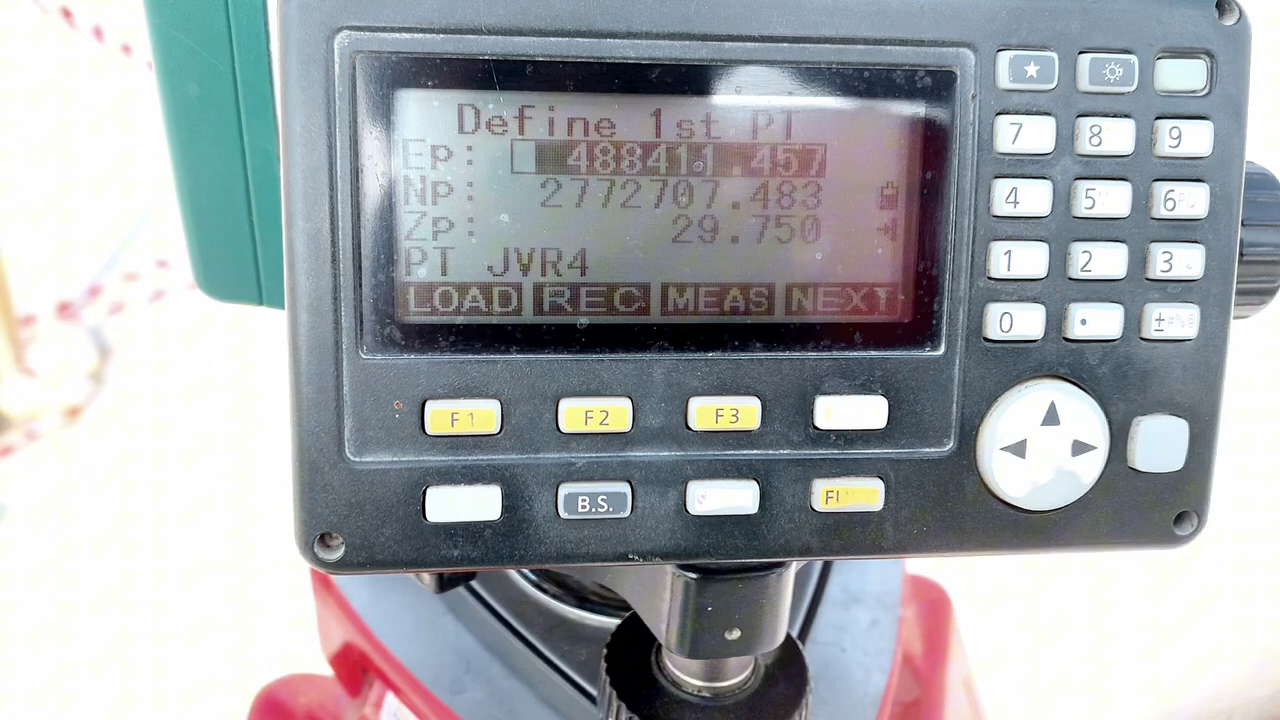 Define 1st PT
Ep: 488411.457
Np: 2772707.483
Zp: 29.750
PT JVR4
LOAD REC MEAS NEXT
★
7 8 9
4 5 6
1 2 3
0 . ±
F1 F2 F3
B.S.